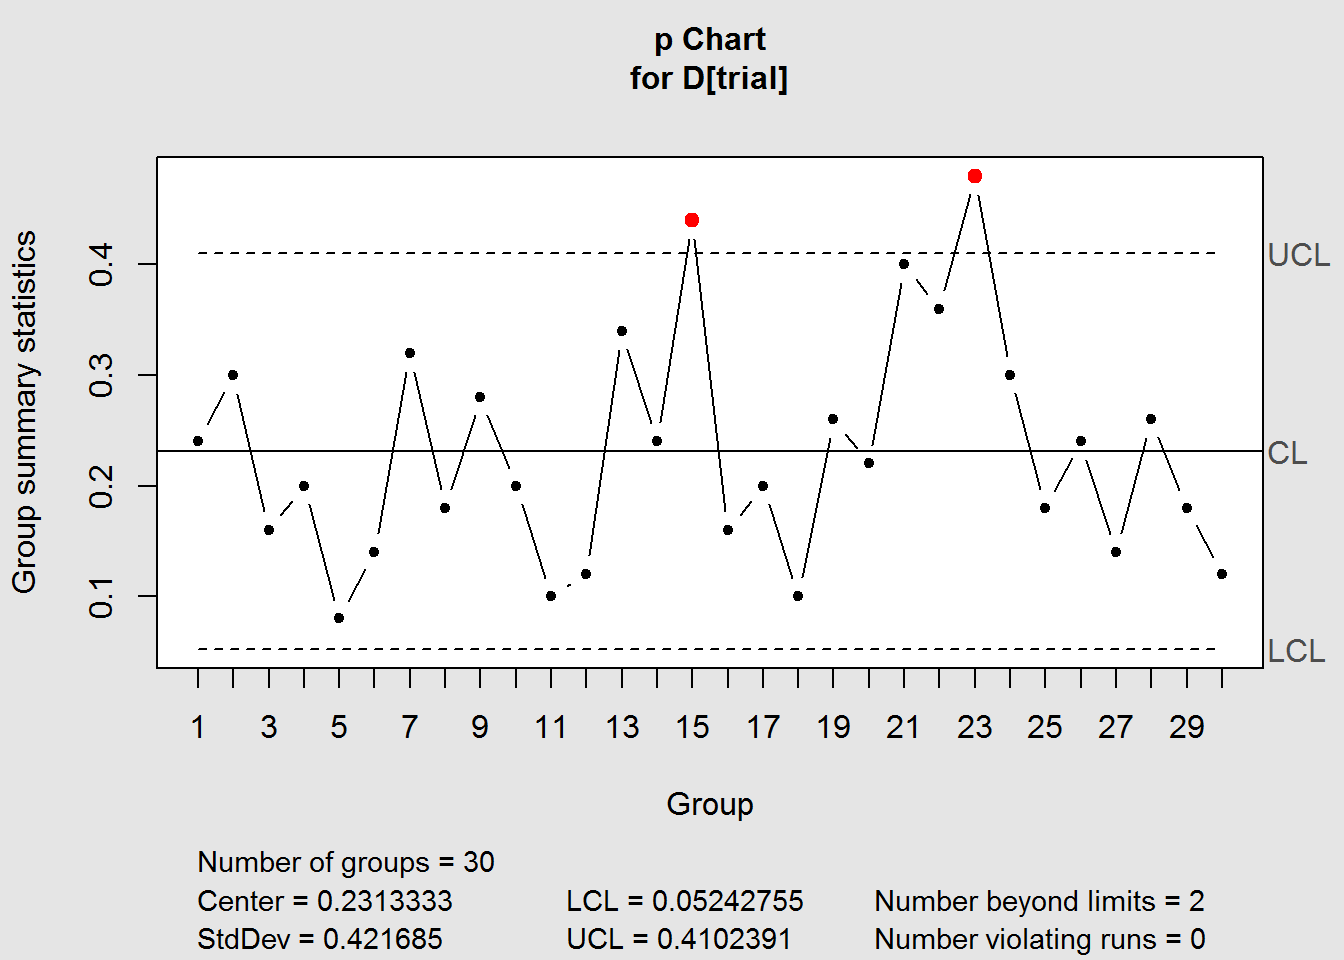 p Chart
for D[trial]
Group summary statistics
0.4
0.3
0.2
0.1
UCL
CL
LCL
1 3 5 7 9 11 13 15 17 19 21 23 25 27 29
Group
Number of groups = 30
Center = 0.2313333 LCL = 0.05242755 Number beyond limits = 2
StdDev = 0.421685 UCL = 0.4102391 Number violating runs = 0